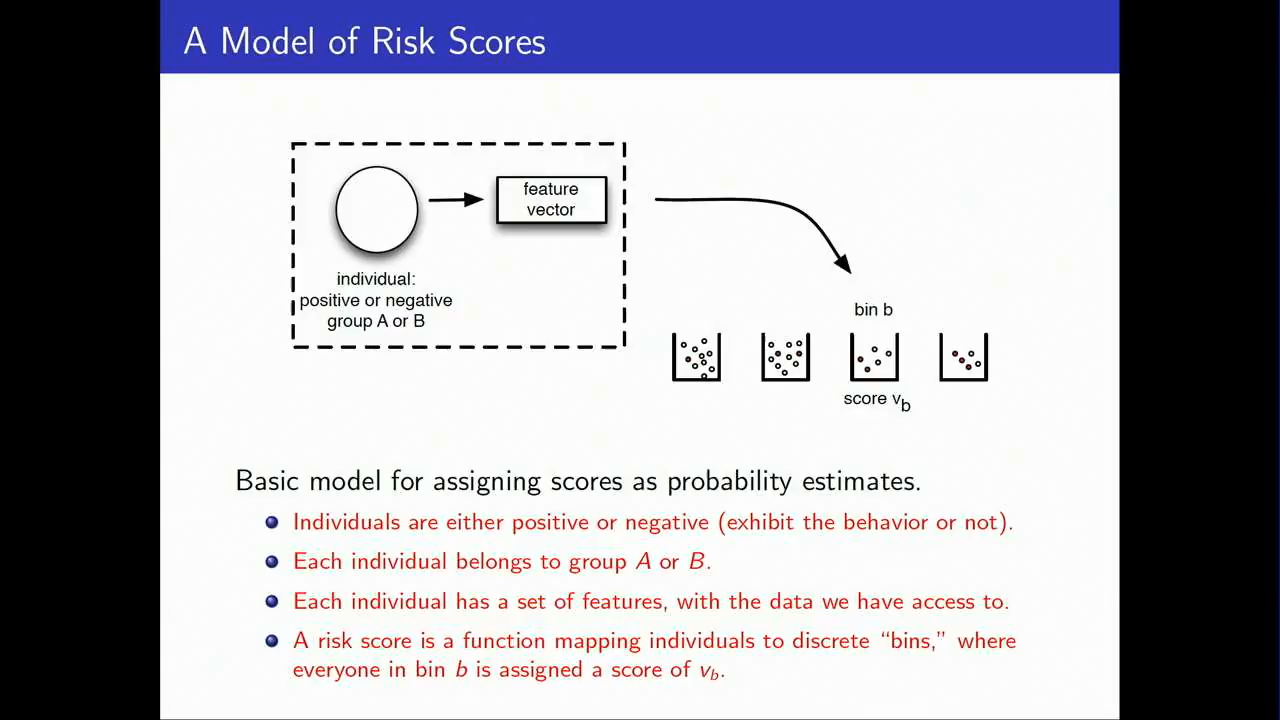 A Model of Risk Scores
feature
vector
individual:
positive or negative
group A or B
bin b
score v_b
Basic model for assigning scores as probability estimates.
Individuals are either positive or negative (exhibit the behavior or not).
Each individual belongs to group A or B.
Each individual has a set of features, with the data we have access to.
A risk score is a function mapping individuals to discrete “bins,” where
everyone in bin b is assigned a score of v_b.